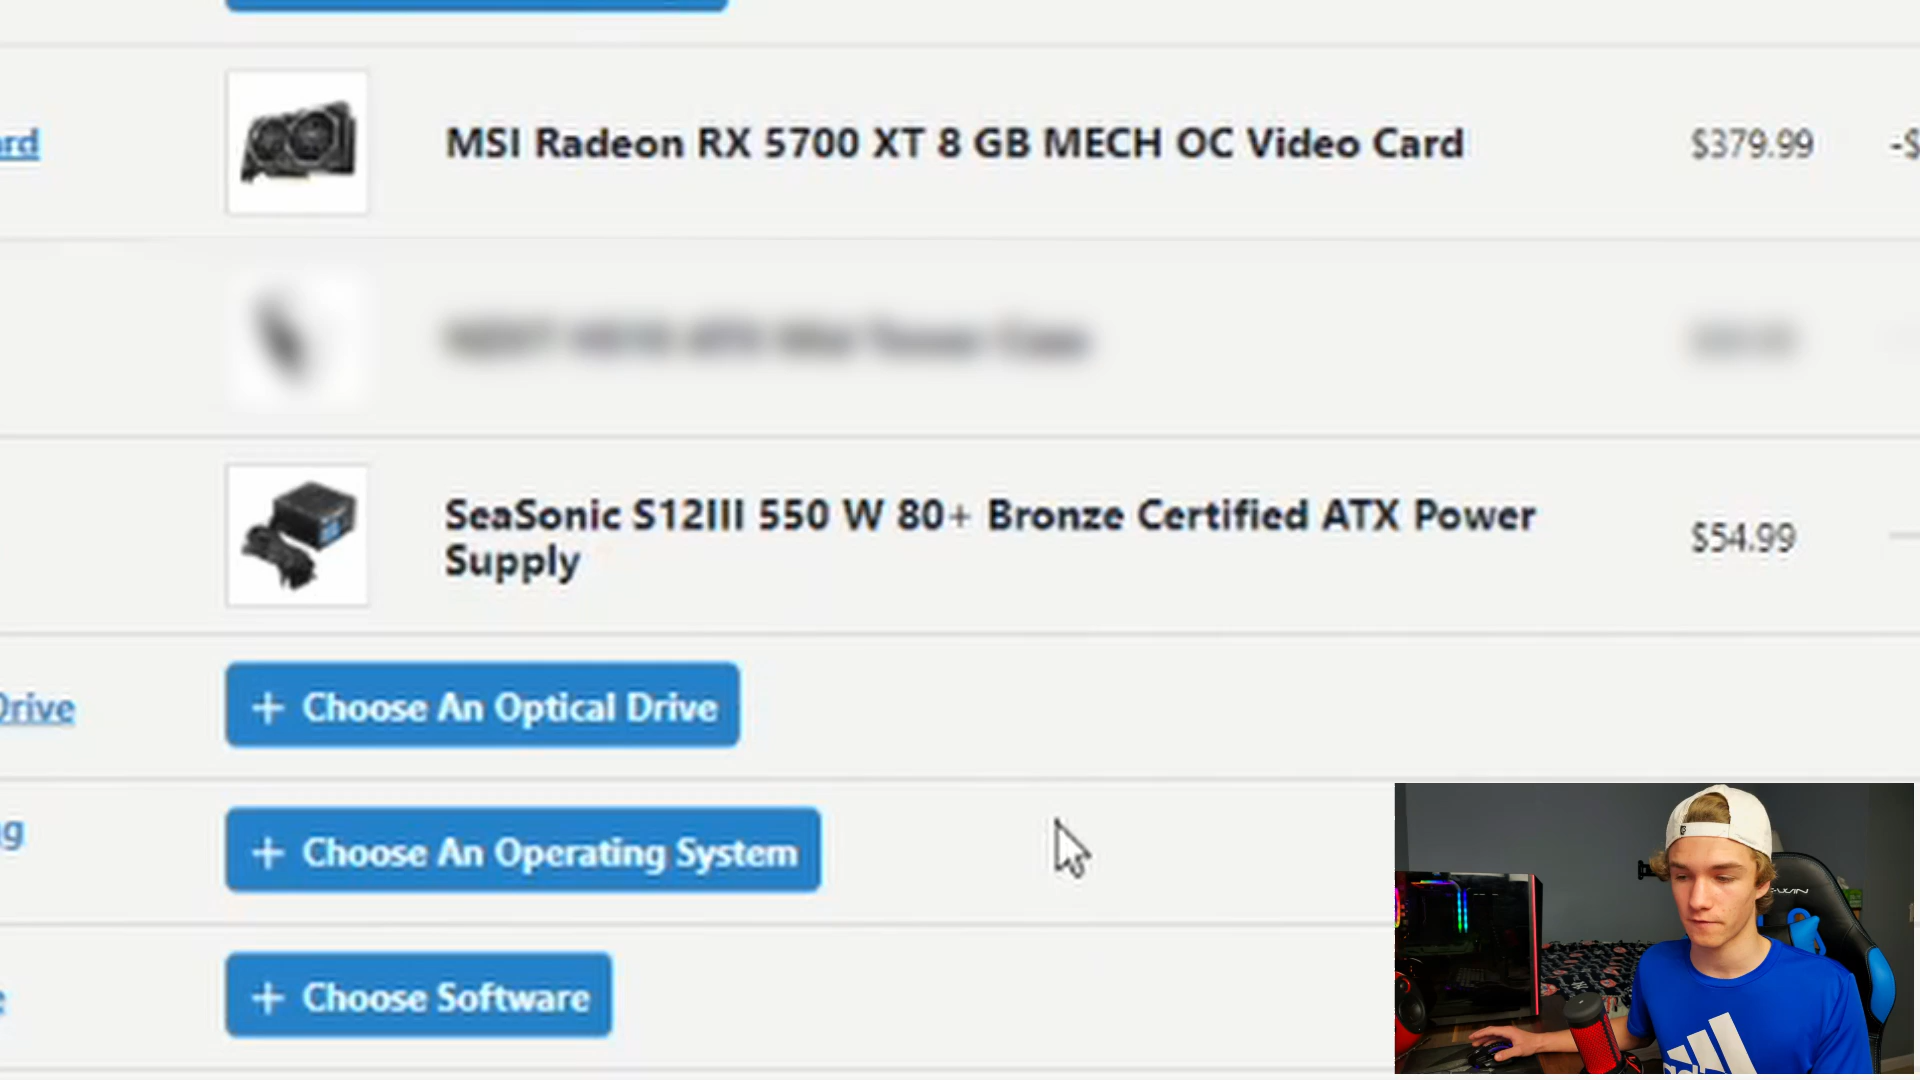 ard
MSI Radeon RX 5700 XT 8 GB MECH OC Video Card
$379.99
-$
SeaSonic S12III 550 W 80+ Bronze Certified ATX Power
Supply
$54.99
Drive
+ Choose An Optical Drive
g
+ Choose An Operating System
+ Choose Software